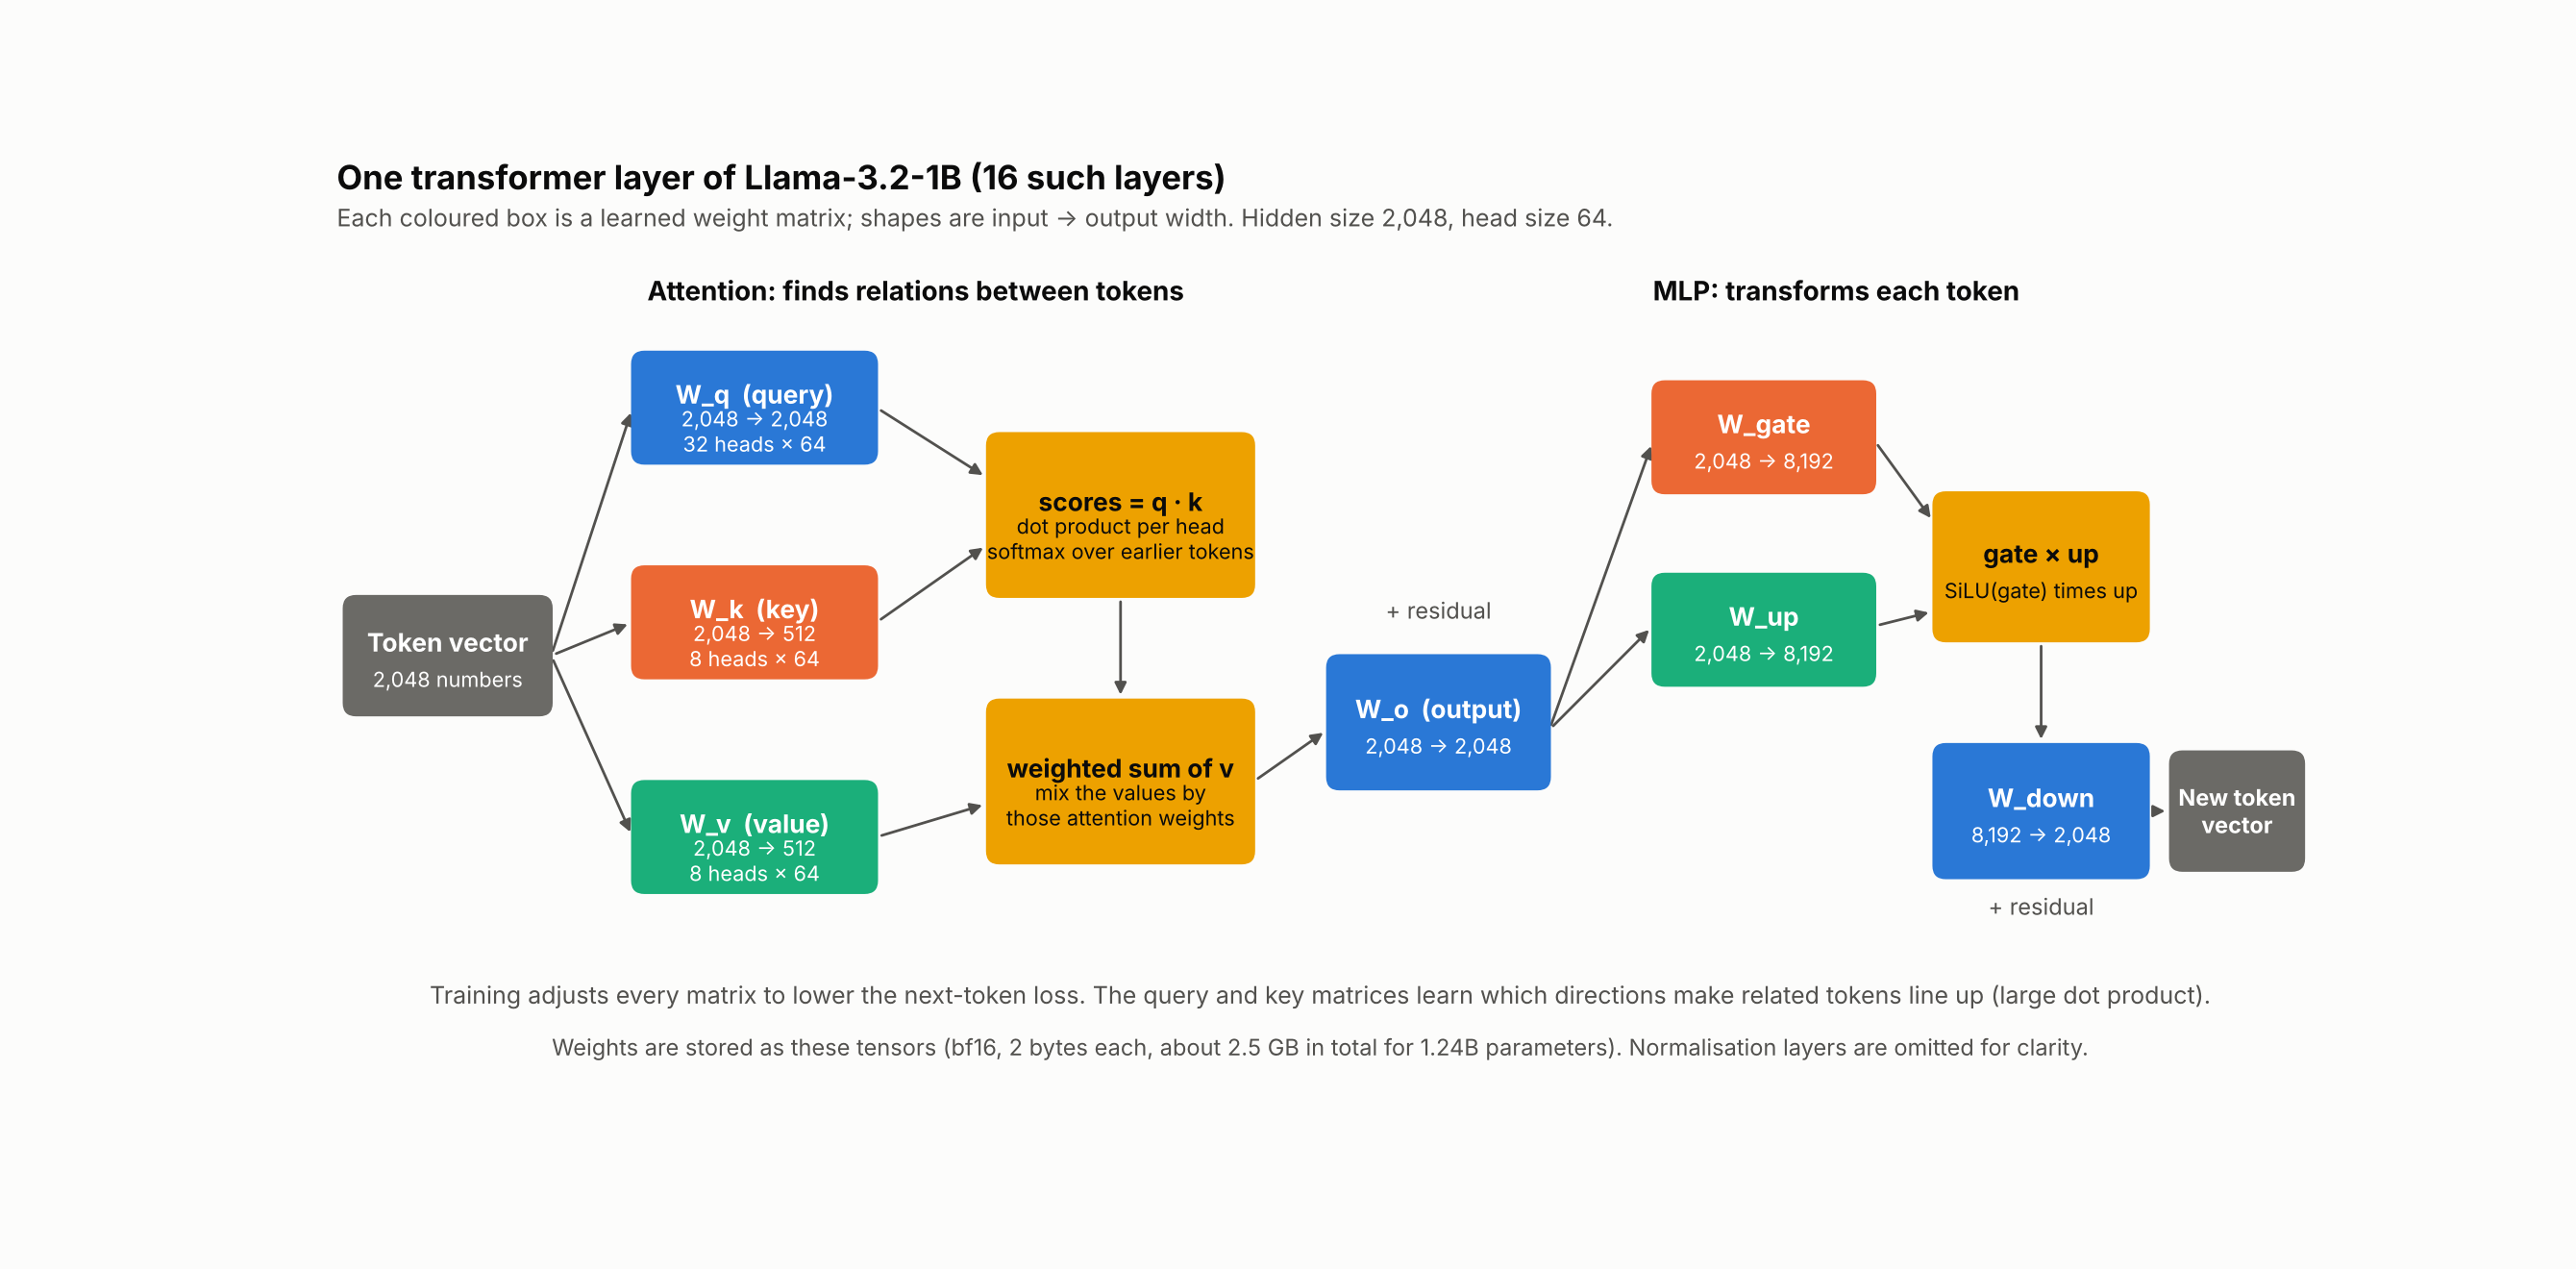 One transformer layer of Llama-3.2-1B (16 such layers)
Each coloured box is a learned weight matrix; shapes are input → output width. Hidden size 2,048, head size 64.
Attention: finds relations between tokens
MLP: transforms each token
Token vector
2,048 numbers
W_q (query)
2,048 → 2,048
32 heads × 64
W_k (key)
2,048 → 512
8 heads × 64
W_v (value)
2,048 → 512
8 heads × 64
scores = q · k
dot product per head
softmax over earlier tokens
weighted sum of v
mix the values by
those attention weights
+ residual
W_o (output)
2,048 → 2,048
W_gate
2,048 → 8,192
W_up
2,048 → 8,192
gate × up
SiLU(gate) times up
W_down
8,192 → 2,048
+ residual
New token
vector
Training adjusts every matrix to lower the next-token loss. The query and key matrices learn which directions make related tokens line up (large dot product).
Weights are stored as these tensors (bf16, 2 bytes each, about 2.5 GB in total for 1.24B parameters). Normalisation layers are omitted for clarity.